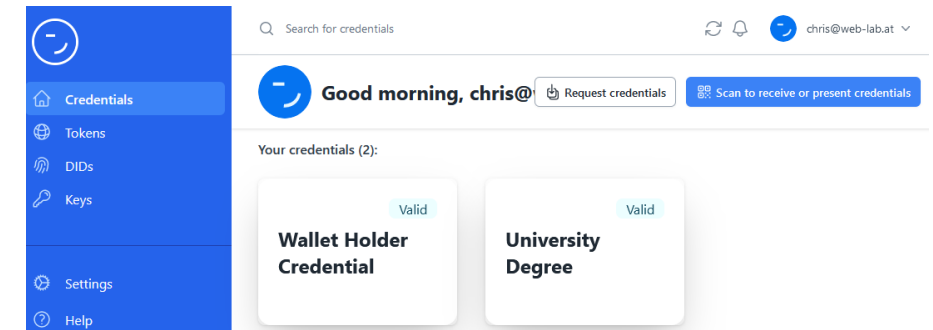 Search for credentials
chris@web-lab.at
Credentials
Tokens
DIDs
Keys
Settings
Help
Good morning, chris@
Request credentials
Scan to receive or present credentials
Your credentials (2):
Valid
Wallet Holder
Credential
Valid
University
Degree